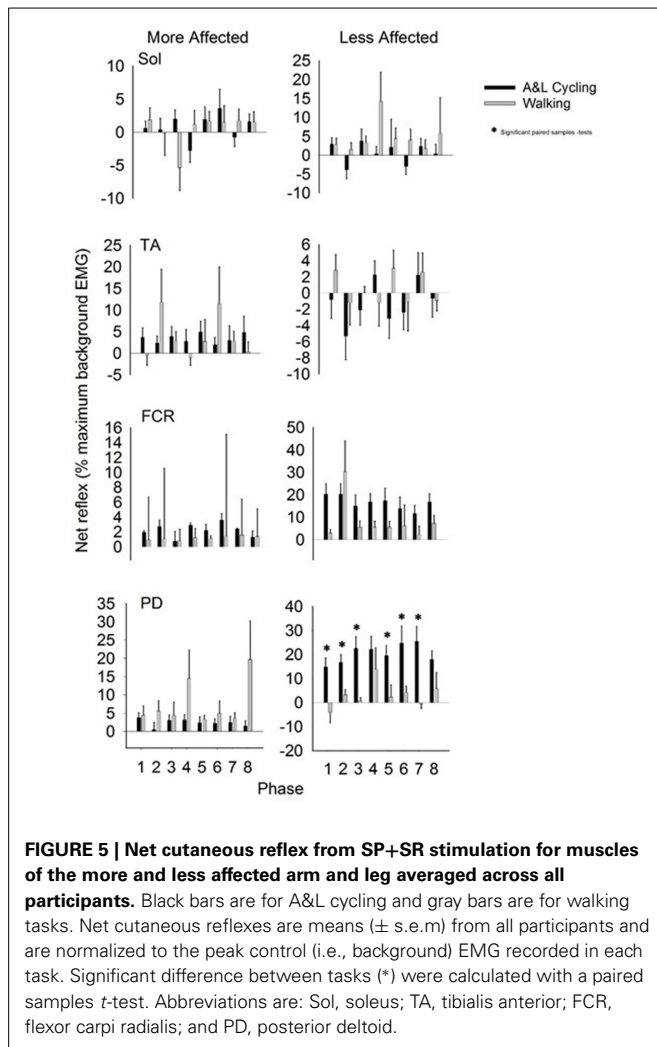 More Affected
Less Affected
Sol
10
5
0
-5
-10
25
20
15
10
5
0
-5
-10
A&L Cycling
Walking
* Significant paired samples -tests
Net reflex (% maximum background EMG)
TA
25
20
15
10
5
0
-5
6
4
2
0
-2
-4
-6
-8
-10
FCR
16
14
12
10
8
6
4
2
0
50
40
30
20
10
0
PD
35
30
25
20
15
10
5
0
40
30
20
10
0
-10
-20
* * * * * *
1 2 3 4 5 6 7 8
1 2 3 4 5 6 7 8
Phase
FIGURE 5 | Net cutaneous reflex from SP+SR stimulation for muscles
of the more and less affected arm and leg averaged across all
participants. Black bars are for A&L cycling and gray bars are for walking
tasks. Net cutaneous reflexes are means (± s.e.m) from all participants and
are normalized to the peak control (i.e., background) EMG recorded in each
task. Significant difference between tasks (*) were calculated with a paired
samples t-test. Abbreviations are: Sol, soleus; TA, tibialis anterior; FCR,
flexor carpi radialis; and PD, posterior deltoid.